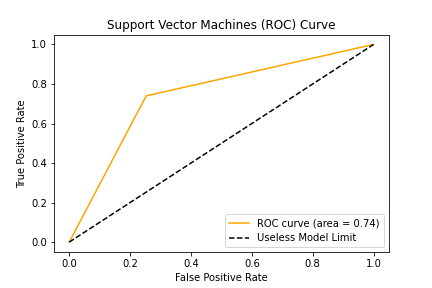 Support Vector Machines (ROC) Curve
1.0
0.8
0.6
0.4
0.2
0.0
True Positive Rate
ROC curve (area = 0.74)
Useless Model Limit
0.0 0.2 0.4 0.6 0.8 1.0
False Positive Rate